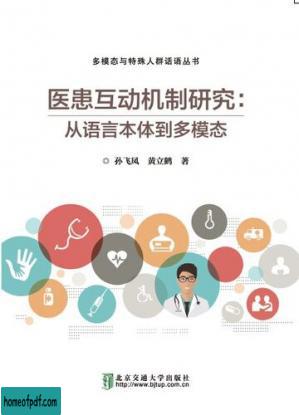 多模态与特殊人群话语丛书
医患互动机制研究：
从语言本体到多模态
◎ 孙飞凤 黄立鹤 著
北京交通大学出版社
http://www.bjtup.com.cn
homeofpdf.com